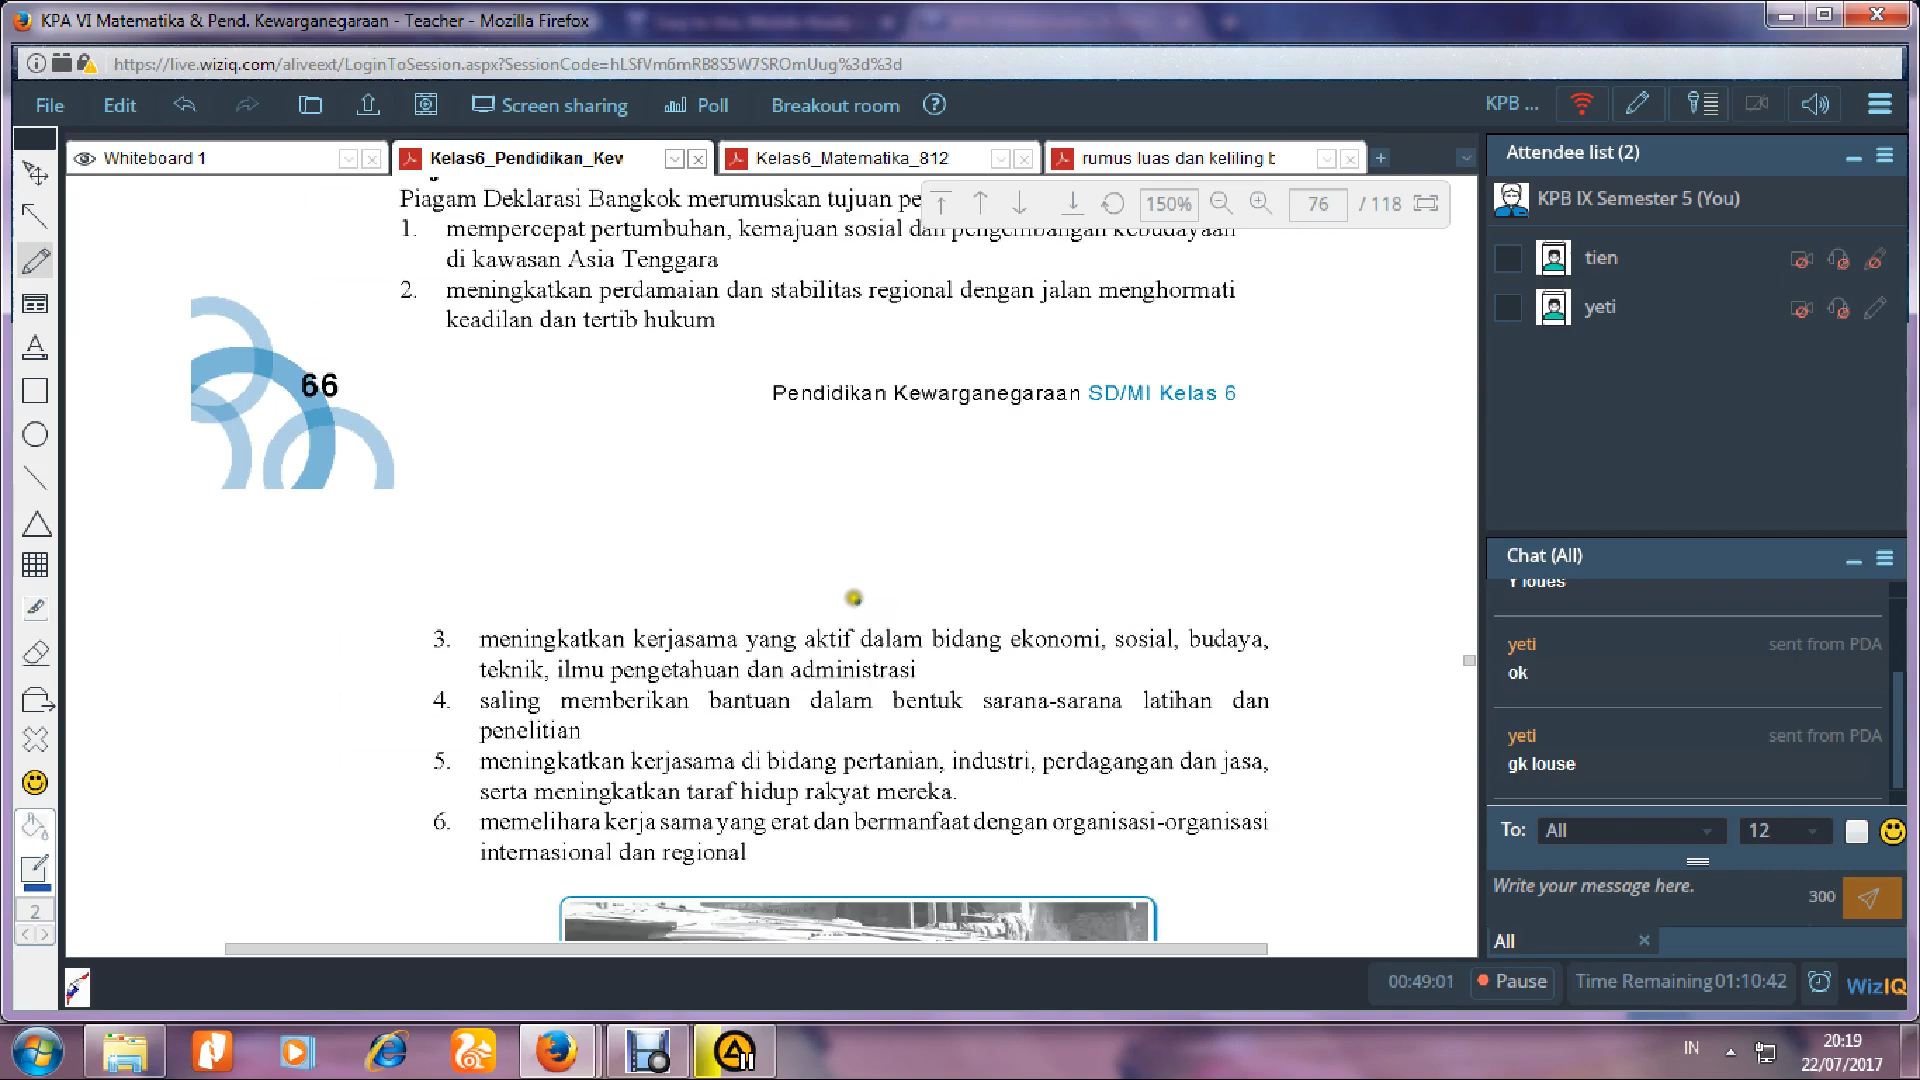 KPA VI Matematika & Pend. Kewarganegaraan - Teacher - Mozilla Firefox
https://live.wiziq.com/aliveext/LoginToSession.aspx?SessionCode=hLSfVm6mRB8S5W7SROmUug%3d%3d
File Edit Screen sharing Poll Breakout room KPB ...
Whiteboard 1 Kelas6_Pendidikan_Kev Kelas6_Matematika_812 rumus luas dan keliling b
150% 76 / 118
Piagam Deklarasi Bangkok merumuskan tujuan pe
1. mempercepat pertumbuhan, kemajuan sosial dan pengembangan kebudayaan
di kawasan Asia Tenggara
2. meningkatkan perdamaian dan stabilitas regional dengan jalan menghormati
keadilan dan tertib hukum
66
Pendidikan Kewarganegaraan SD/MI Kelas 6
3. meningkatkan kerjasama yang aktif dalam bidang ekonomi, sosial, budaya,
teknik, ilmu pengetahuan dan administrasi
4. saling memberikan bantuan dalam bentuk sarana-sarana latihan dan
penelitian
5. meningkatkan kerjasama di bidang pertanian, industri, perdagangan dan jasa,
serta meningkatkan taraf hidup rakyat mereka.
6. memelihara kerja sama yang erat dan bermanfaat dengan organisasi-organisasi
internasional dan regional
2
Attendee list (2)
KPB IX Semester 5 (You)
tien
yeti
Chat (All)
Y loues
yeti sent from PDA
ok
yeti sent from PDA
gk louse
To: All 12
Write your message here. 300
All
00:49:01 Pause Time Remaining 01:10:42 WizIQ
IN 20:19
22/07/2017